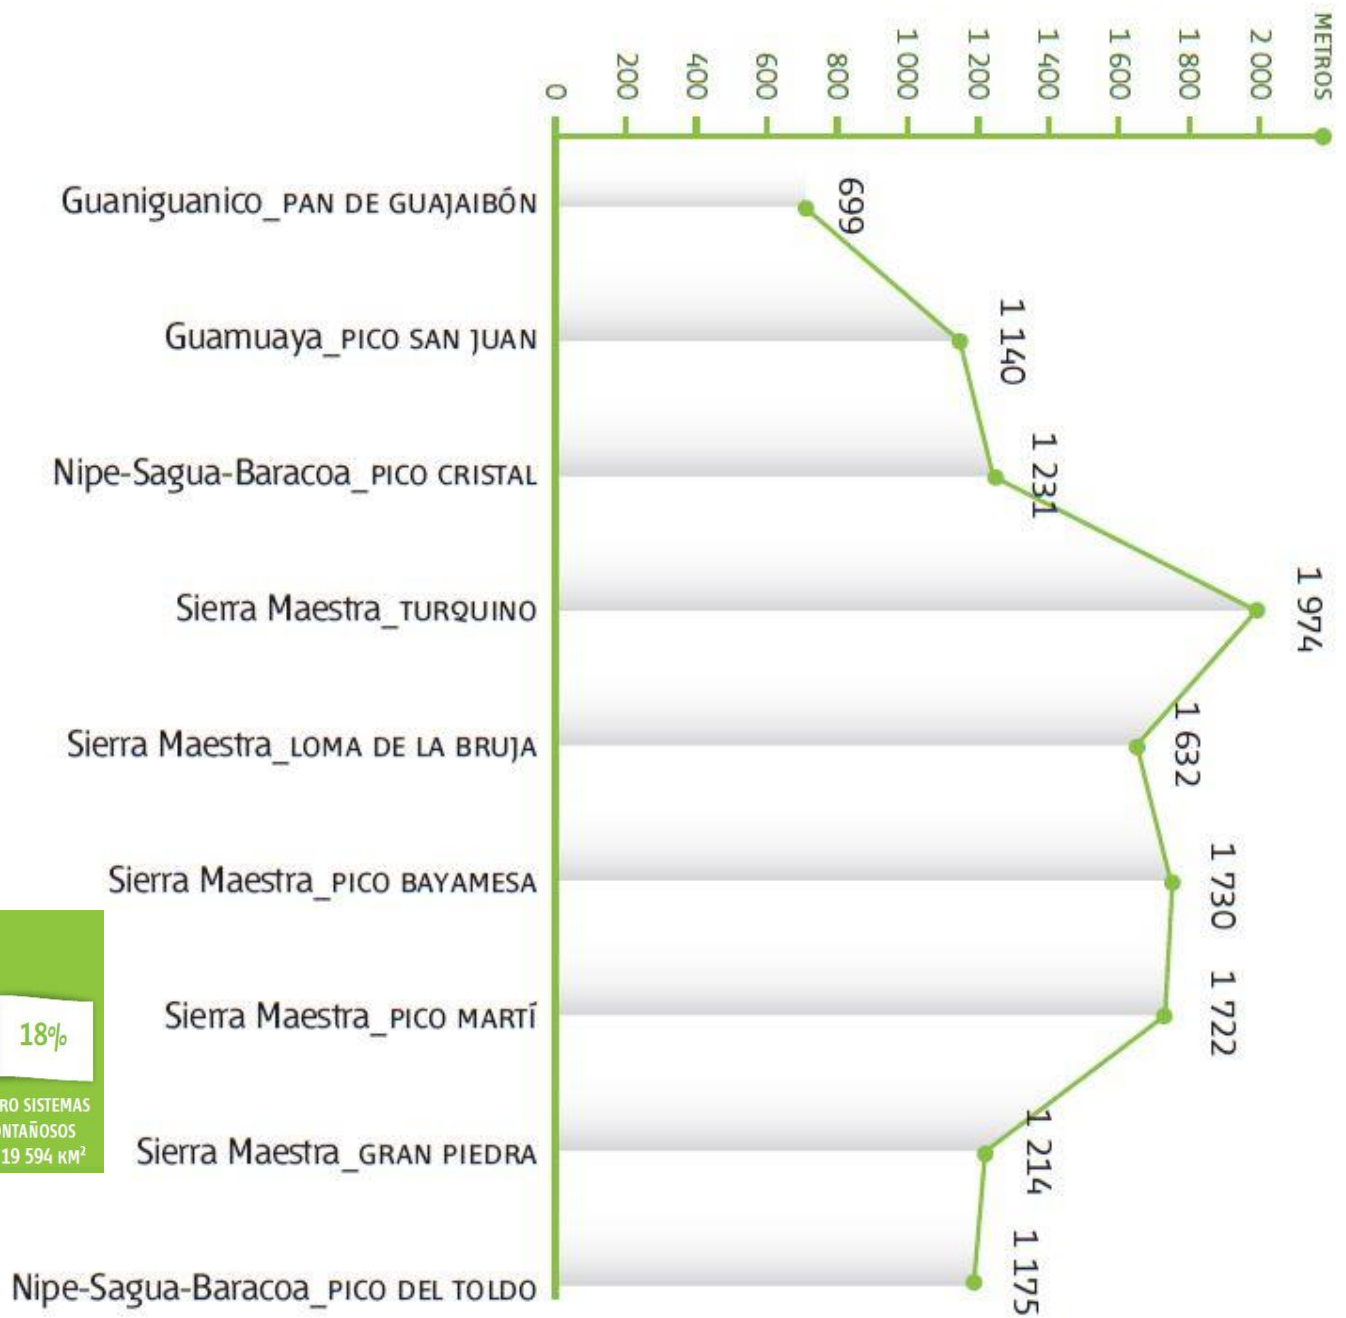 METROS
0
200
400
600
800
1 000
1 200
1 400
1 600
1 800
2 000
Guaniguanico_PAN DE GUAJAIBÓN
699
Guamuaya_PICO SAN JUAN
1 140
Nipe-Sagua-Baracoa_PICO CRISTAL
1 231
Sierra Maestra_TURQUINO
1 974
Sierra Maestra_LOMA DE LA BRUJA
1 632
Sierra Maestra_PICO BAYAMESA
1 730
Sierra Maestra_PICO MARTÍ
1 722
Sierra Maestra_GRAN PIEDRA
1 214
Nipe-Sagua-Baracoa_PICO DEL TOLDO
1 175
18%
RO SISTEMAS
NTAÑOSOS
19 594 KM²